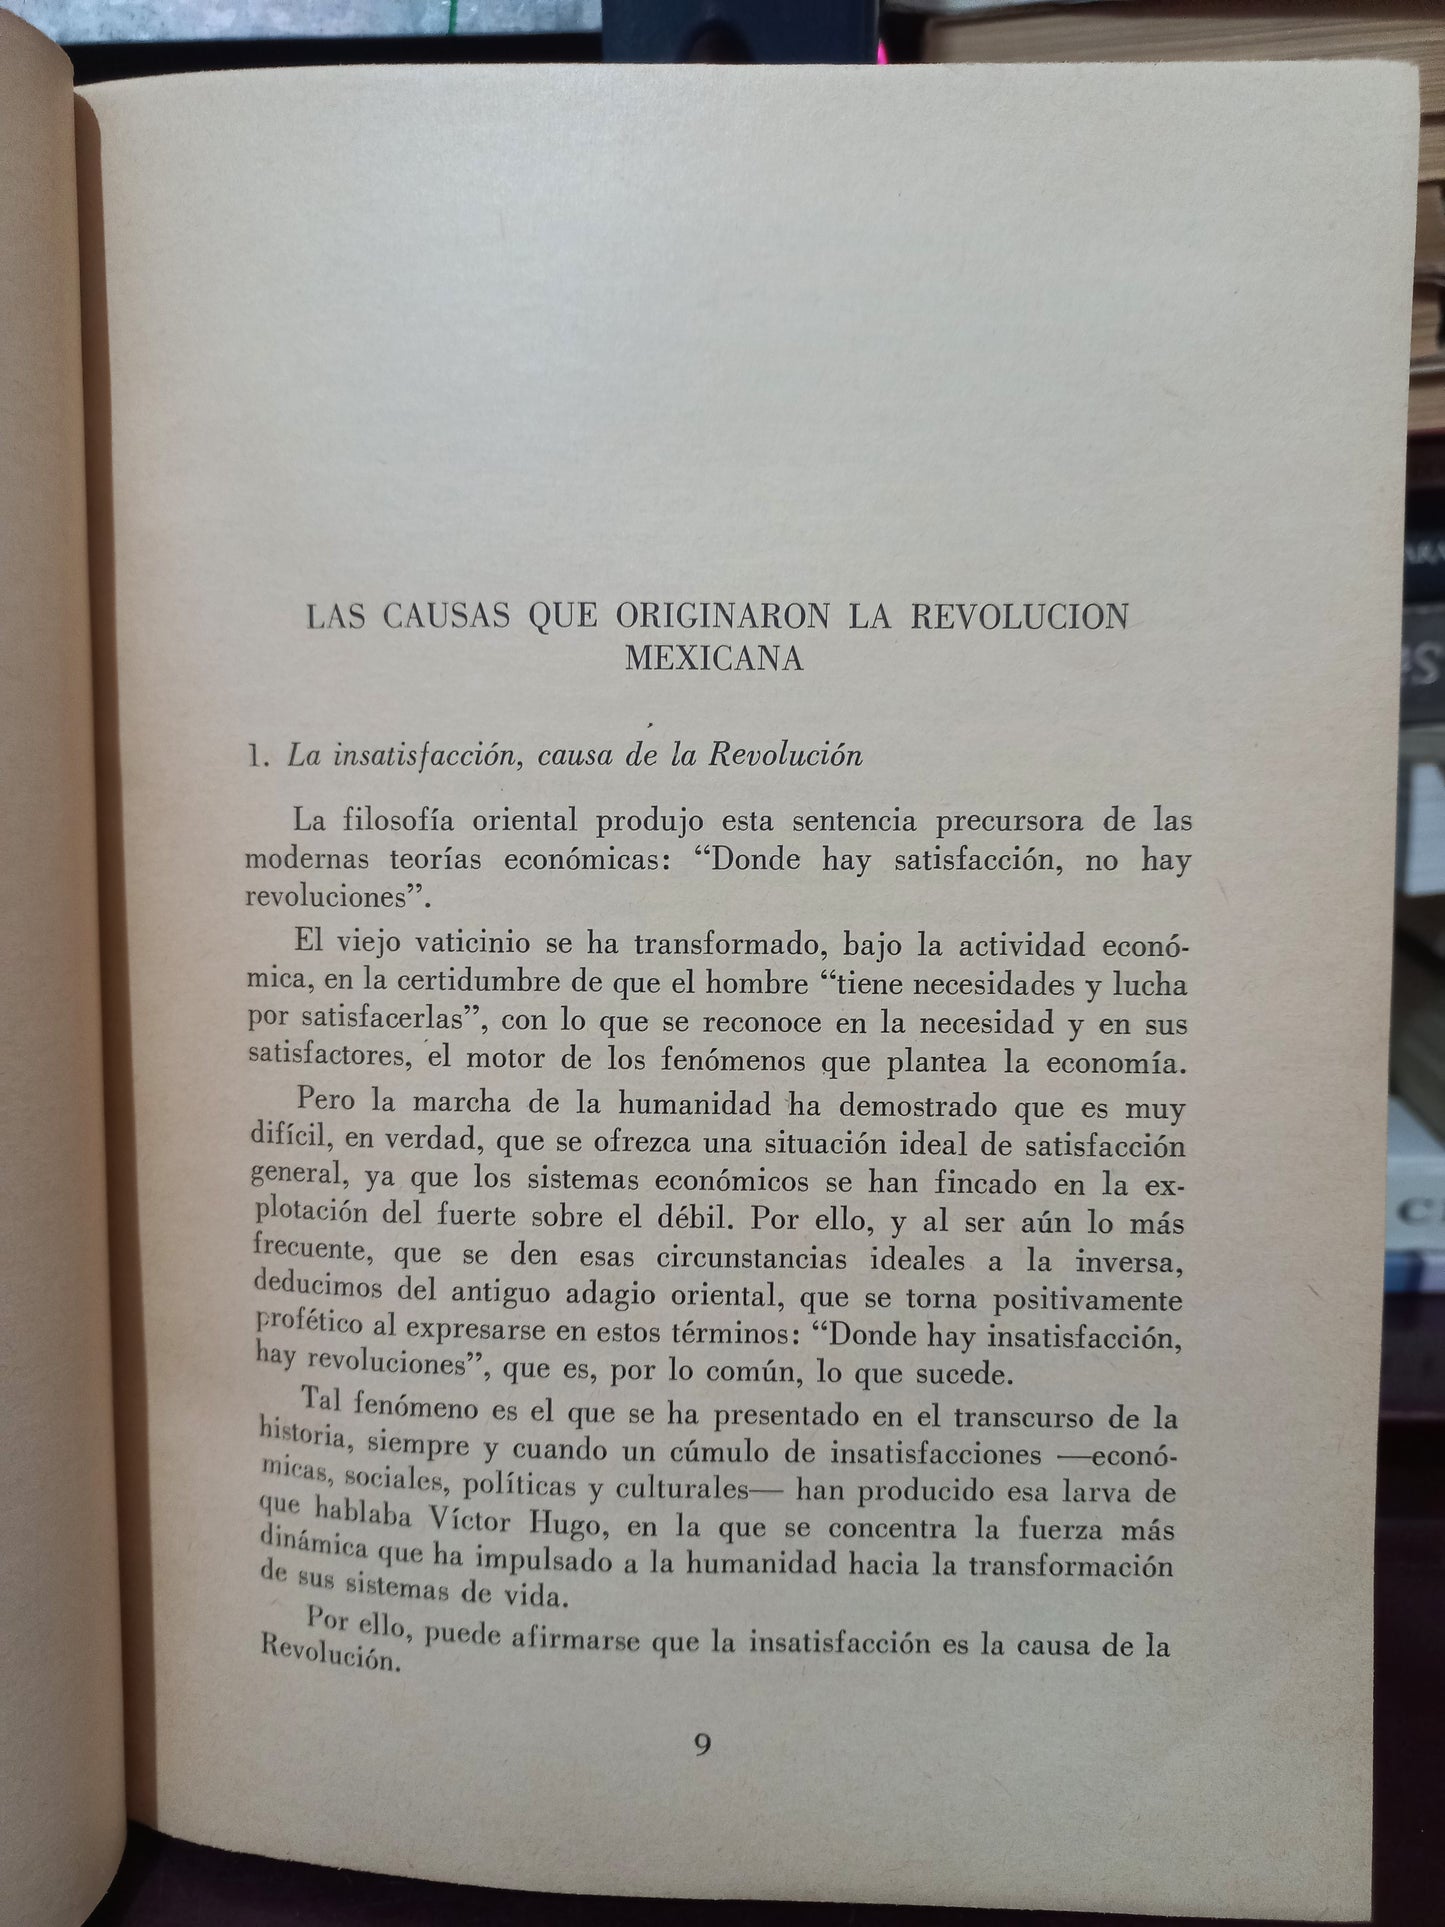 LAS CAUSAS QUE ORIGINARON LA REVOLUCION
MEXICANA
1. La insatisfacción, causa de la Revolución
La filosofía oriental produjo esta sentencia precursora de las
modernas teorías económicas: “Donde hay satisfacción, no hay
revoluciones”.
El viejo vaticinio se ha transformado, bajo la actividad econó-
mica, en la certidumbre de que el hombre “tiene necesidades y lucha
por satisfacerlas”, con lo que se reconoce en la necesidad y en sus
satisfactores, el motor de los fenómenos que plantea la economía.
Pero la marcha de la humanidad ha demostrado que es muy
difícil, en verdad, que se ofrezca una situación ideal de satisfacción
general, ya que los sistemas económicos se han fincado en la ex-
plotación del fuerte sobre el débil. Por ello, y al ser aún lo más
frecuente, que se den esas circunstancias ideales a la inversa,
deducimos del antiguo adagio oriental, que se torna positivamente
profético al expresarse en estos términos: “Donde hay insatisfacción,
hay revoluciones”, que es, por lo común, lo que sucede.
Tal fenómeno es el que se ha presentado en el transcurso de la
historia, siempre y cuando un cúmulo de insatisfacciones —econó-
micas, sociales, políticas y culturales— han producido esa larva de
que hablaba Víctor Hugo, en la que se concentra la fuerza más
dinámica que ha impulsado a la humanidad hacia la transformación
de sus sistemas de vida.
Por ello, puede afirmarse que la insatisfacción es la causa de la
Revolución.
9